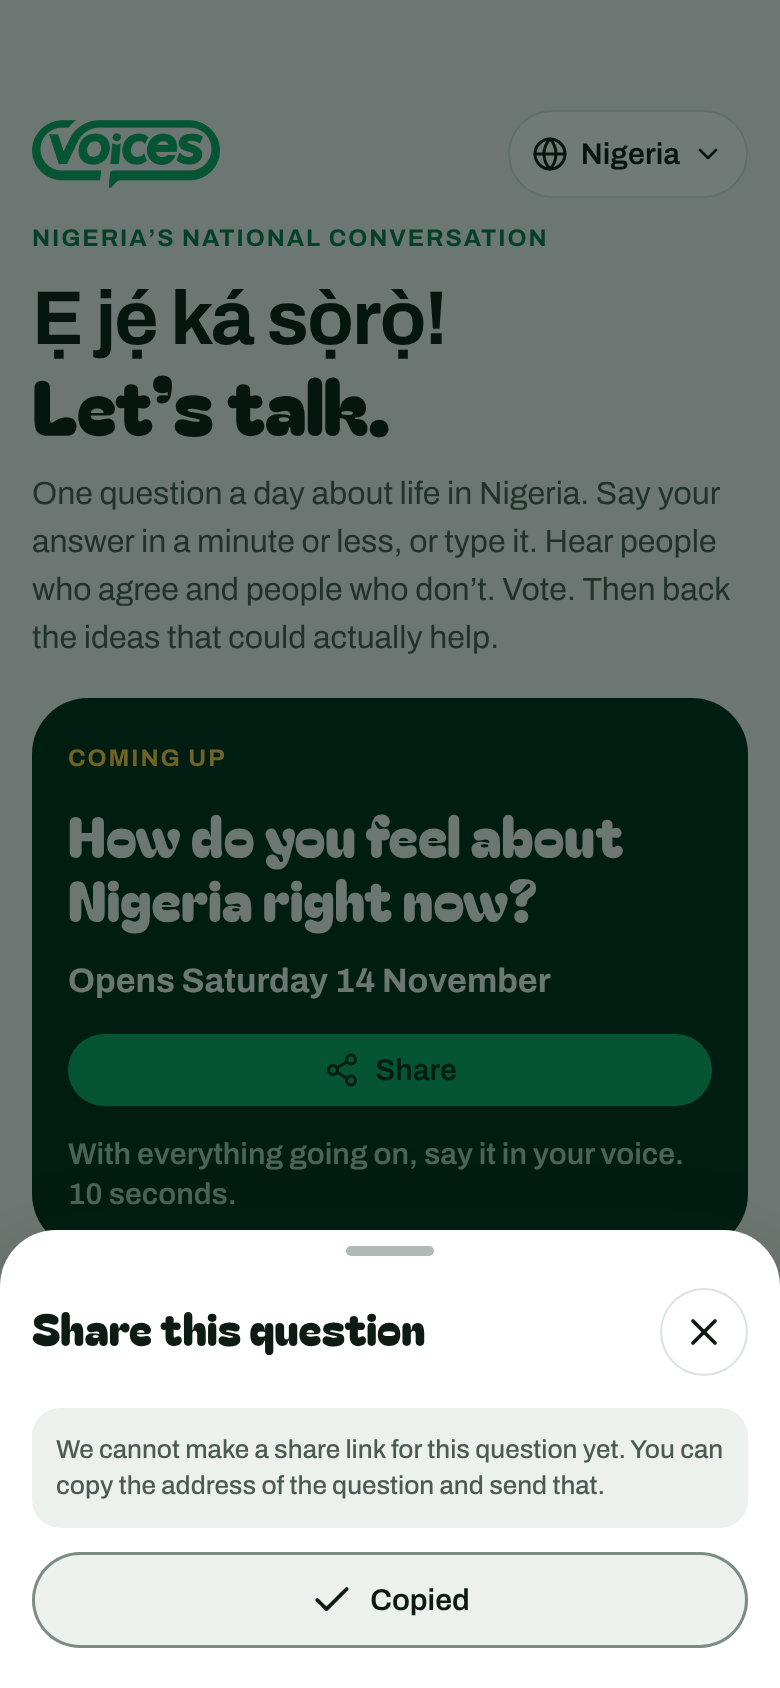 Voices
Nigeria
NIGERIA’S NATIONAL CONVERSATION
Ẹ jẹ́ ká sọ̀rọ̀!
Let’s talk.
One question a day about life in Nigeria. Say your
answer in a minute or less, or type it. Hear people
who agree and people who don’t. Vote. Then back
the ideas that could actually help.
COMING UP
How do you feel about
Nigeria right now?
Opens Saturday 14 November
Share
With everything going on, say it in your voice.
10 seconds.
Share this question
We cannot make a share link for this question yet. You can
copy the address of the question and send that.
Copied